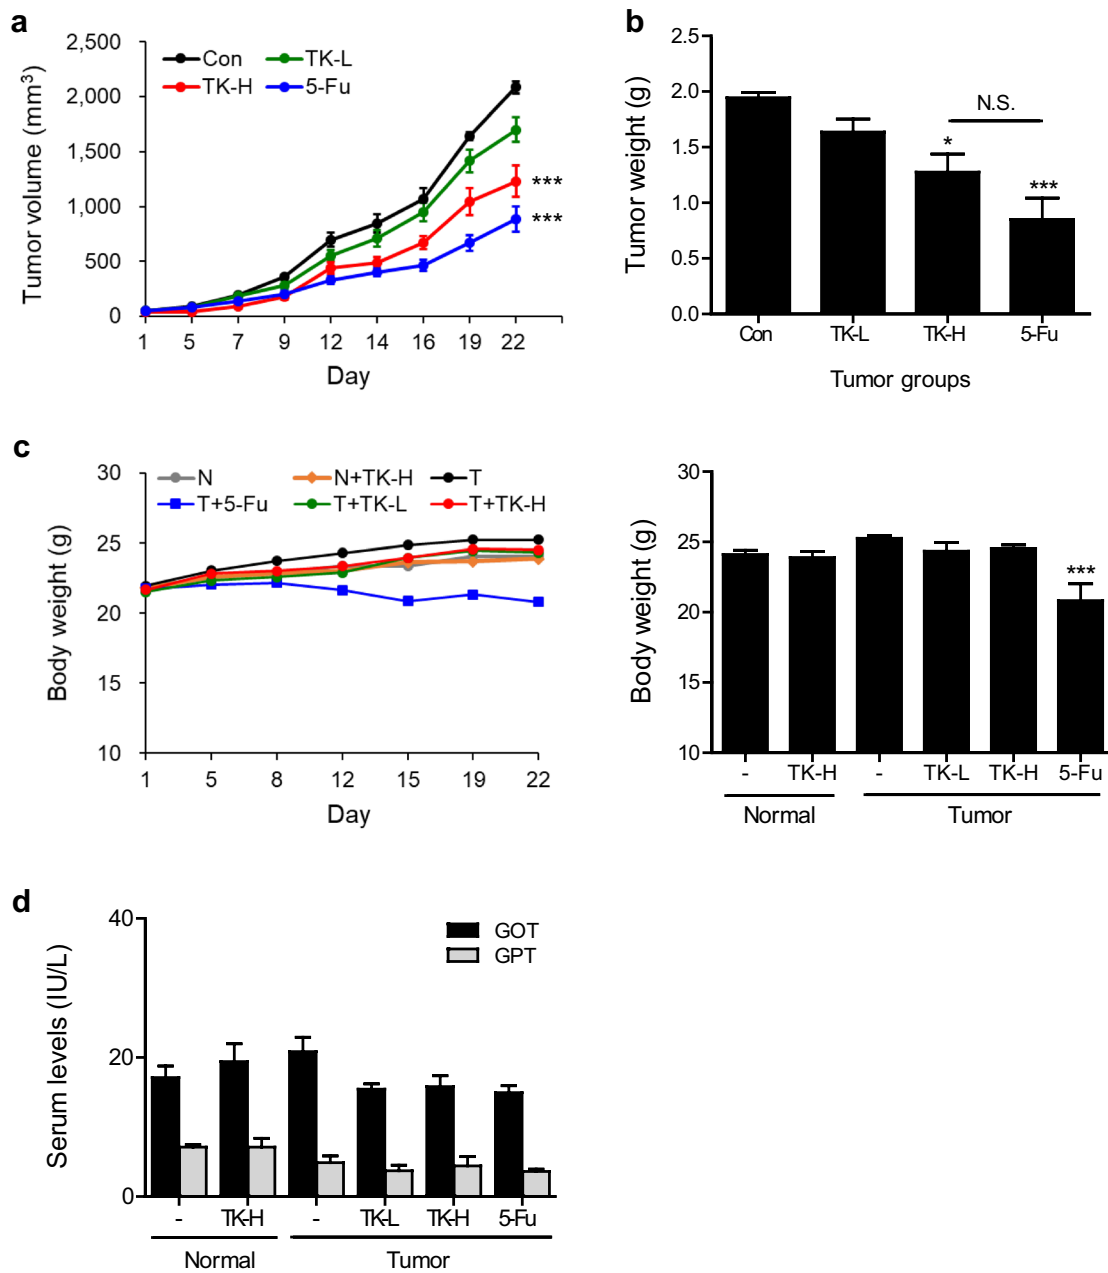 a
Con
TK-L
TK-H
5-Fu
Tumor volume (mm³)
2,500
2,000
1,500
1,000
500
0
***
***
1 5 7 9 12 14 16 19 22
Day
b
Tumor weight (g)
2.5
2.0
1.5
1.0
0.5
0.0
N.S.
*
***
Con TK-L TK-H 5-Fu
Tumor groups
c
N N+TK-H T
T+5-Fu T+TK-L T+TK-H
Body weight (g)
30
25
20
15
10
1 5 8 12 15 19 22
Day
Body weight (g)
30
25
20
15
10
***
- TK-H - TK-L TK-H 5-Fu
Normal Tumor
d
GOT
GPT
Serum levels (IU/L)
40
20
0
- TK-H - TK-L TK-H 5-Fu
Normal Tumor